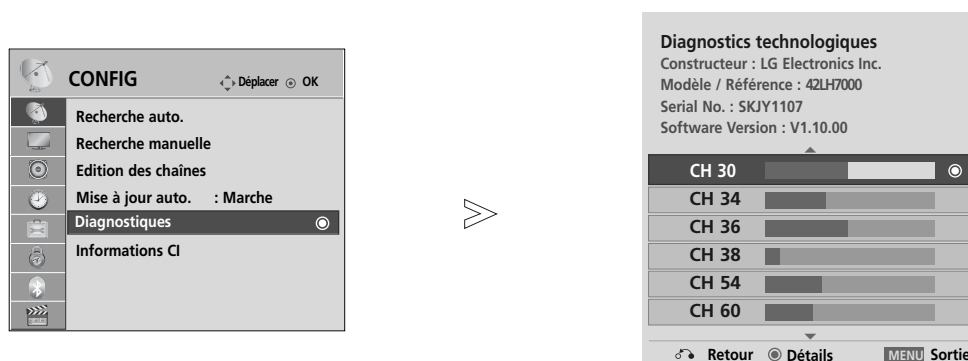 CONFIG
Déplacer OK
Recherche auto.
Recherche manuelle
Edition des chaînes
Mise à jour auto. : Marche
Diagnostiques
Informations CI
Diagnostics technologiques
Constructeur : LG Electronics Inc.
Modèle / Référence : 42LH7000
Serial No. : SKJY1107
Software Version : V1.10.00
CH 30
CH 34
CH 36
CH 38
CH 54
CH 60
Retour Détails MENU Sortie